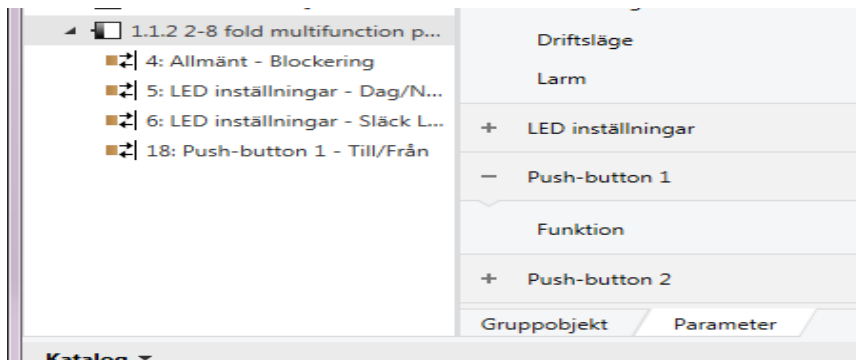 1.1.2 2-8 fold multifunction p...
4: Allmänt - Blockering
5: LED inställningar - Dag/N...
6: LED inställningar - Släck L...
18: Push-button 1 - Till/Från
Driftsläge
Larm
+ LED inställningar
− Push-button 1
Funktion
+ Push-button 2
Gruppobjekt
Parameter
Katalog